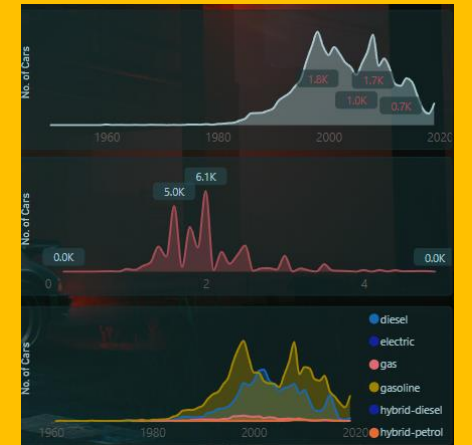 No. of Cars
1.8K
1.7K
1.0K
0.7K
1960
1980
2000
2020
No. of Cars
6.1K
5.0K
0.0K
0.0K
0
2
4
No. of Cars
diesel
electric
gas
gasoline
hybrid-diesel
hybrid-petrol
1960
1980
2000
2020